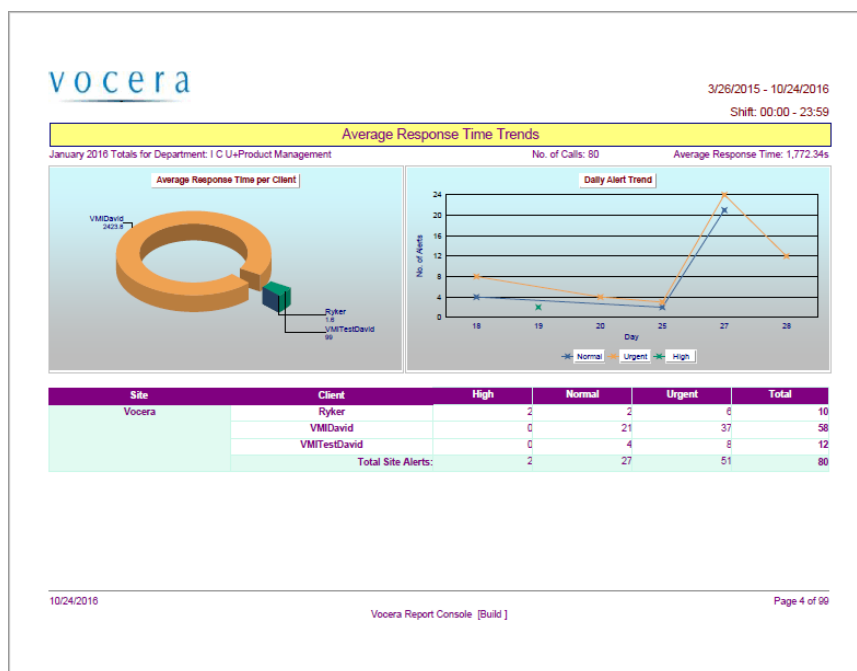 vocera
3/26/2015 - 10/24/2016
Shift: 00:00 - 23:59
Average Response Time Trends
January 2016 Totals for Department: I C U+Product Management No. of Calls: 80 Average Response Time: 1,772.34s
Average Response Time per Client
VMIDavid
2423.8
Ryker
1.6
VMITestDavid
99
Daily Alert Trend
No. of Alerts
24
20
16
12
8
4
0
18 19 20 25 27 28
Day
Normal Urgent High
Site Client High Normal Urgent Total
Vocera Ryker 2 2 6 10
VMIDavid 0 21 37 58
VMITestDavid 0 4 8 12
Total Site Alerts: 2 27 51 80
10/24/2016 Page 4 of 99
Vocera Report Console [Build ]